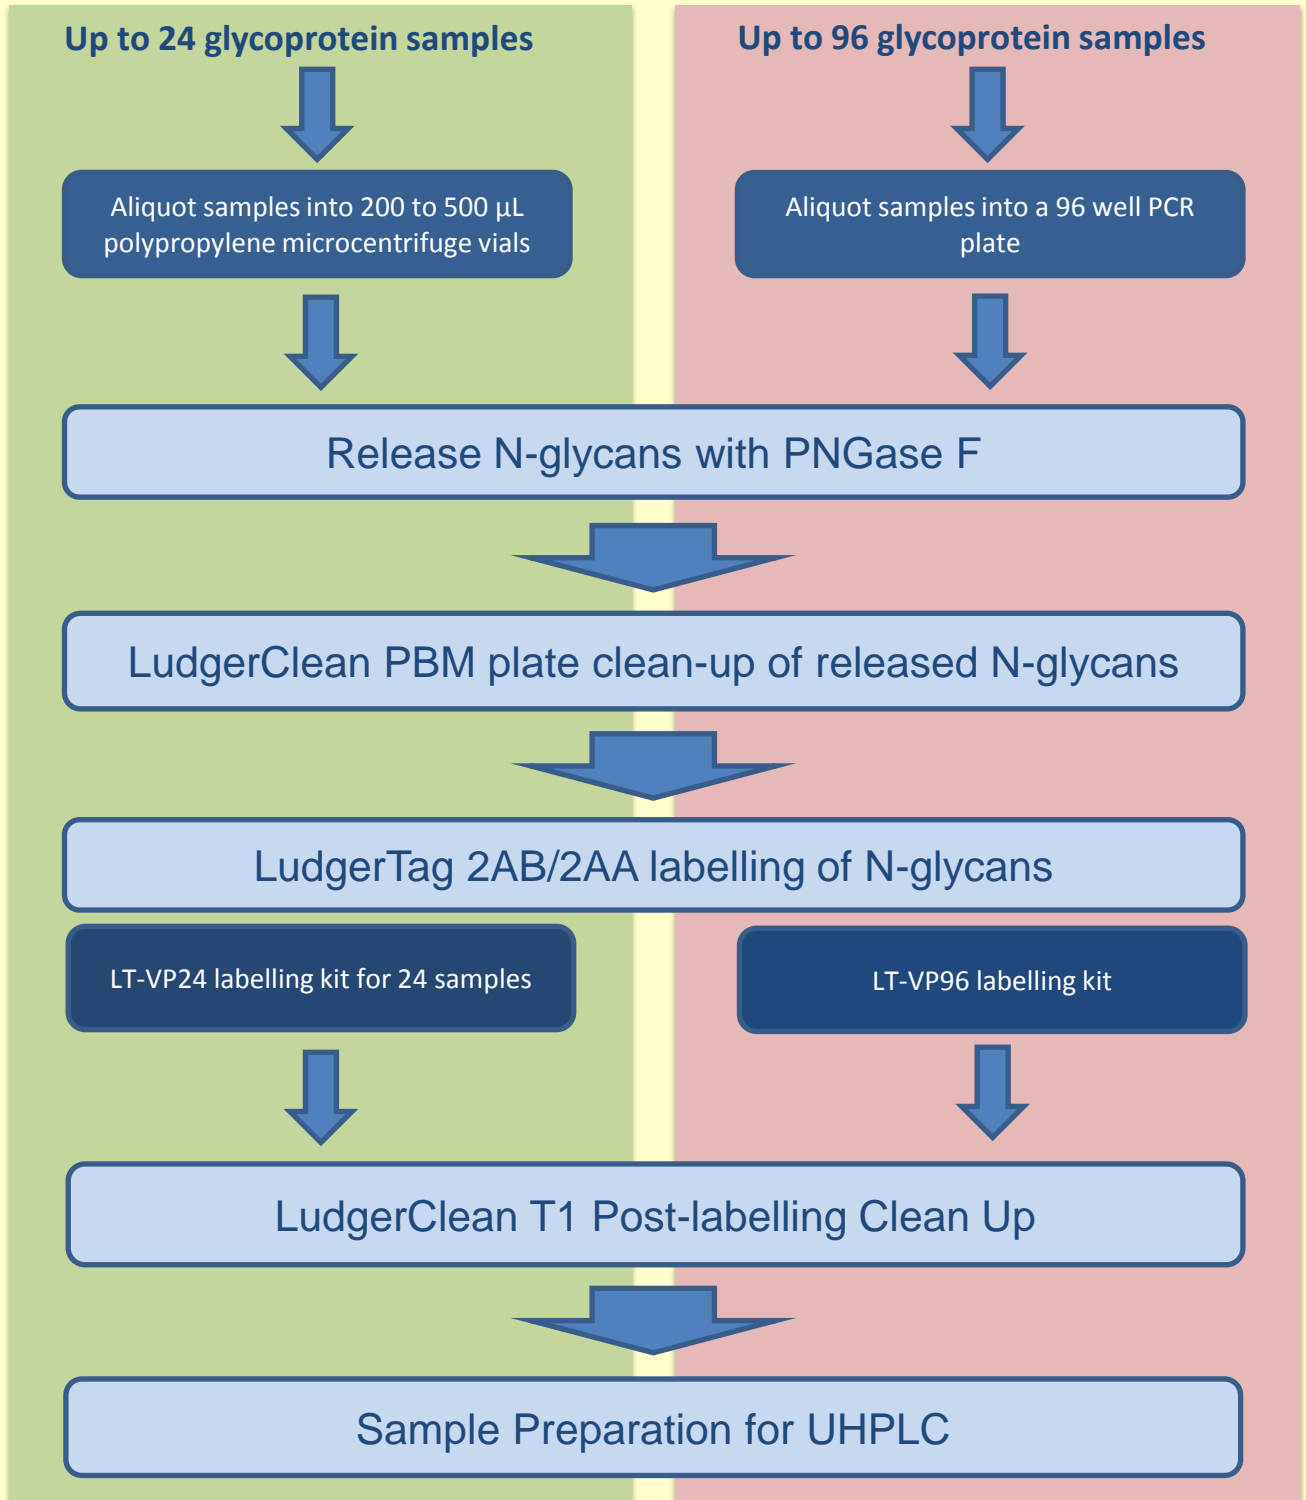 Up to 24 glycoprotein samples
Up to 96 glycoprotein samples
Aliquot samples into 200 to 500 µL
polypropylene microcentrifuge vials
Aliquot samples into a 96 well PCR
plate
Release N-glycans with PNGase F
LudgerClean PBM plate clean-up of released N-glycans
LudgerTag 2AB/2AA labelling of N-glycans
LT-VP24 labelling kit for 24 samples
LT-VP96 labelling kit
LudgerClean T1 Post-labelling Clean Up
Sample Preparation for UHPLC